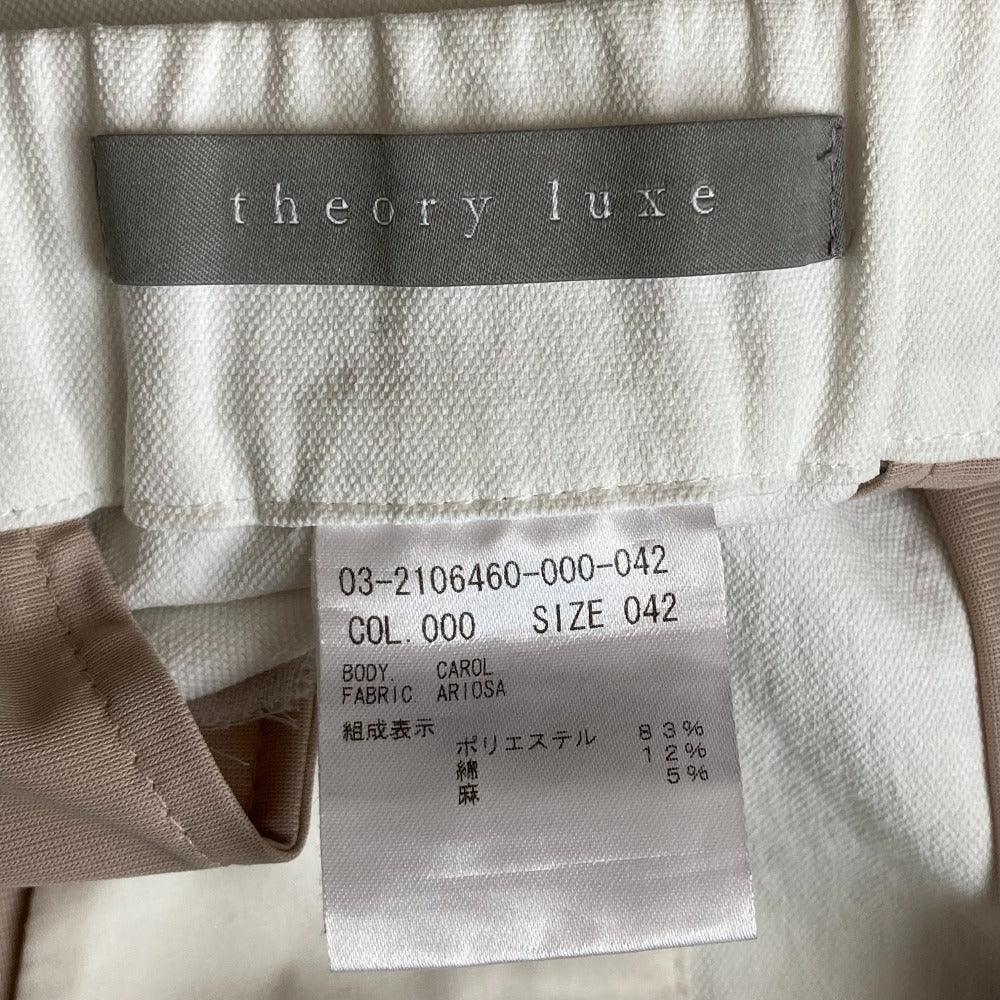 theory luxe
03-2106460-000-042
COL. 000 SIZE 042
BODY. CAROL
FABRIC ARIOSA
組成表示
ポリエステル 83%
綿 12%
麻 5%